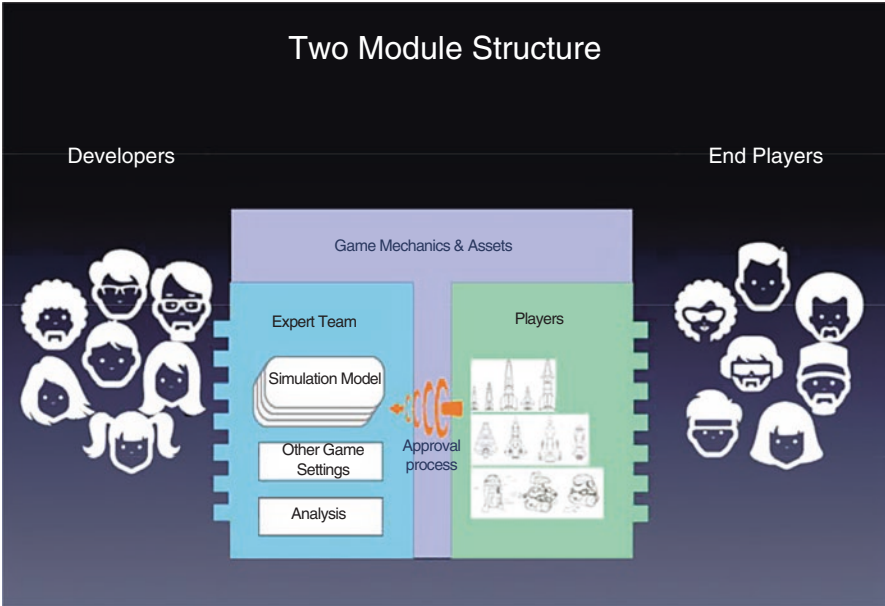 Two Module Structure
Developers
End Players
Game Mechanics & Assets
Expert Team
Players
Simulation Model
Approval
process
Other Game
Settings
Analysis